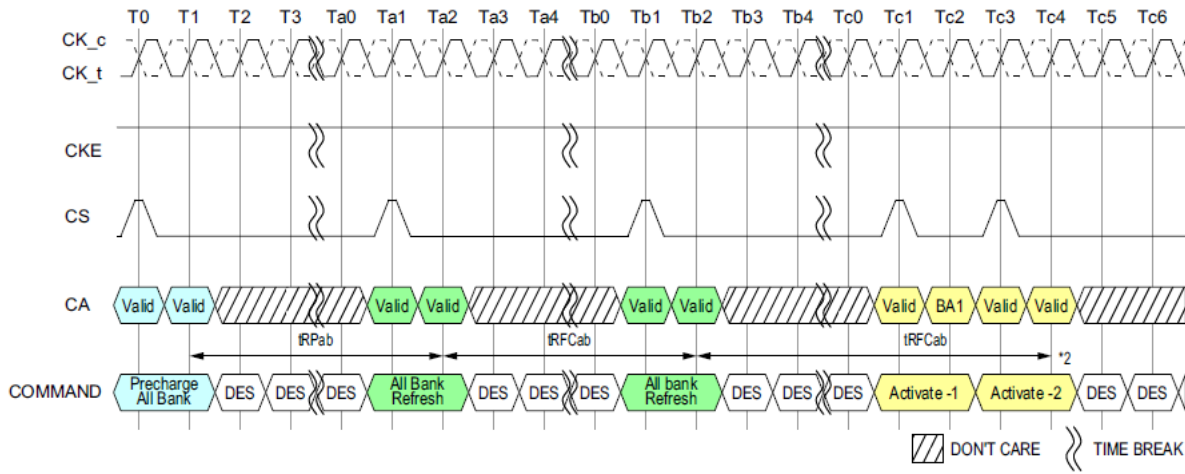 T0 T1 T2 T3 Ta0 Ta1 Ta2 Ta3 Ta4 Tb0 Tb1 Tb2 Tb3 Tb4 Tc0 Tc1 Tc2 Tc3 Tc4 Tc5 Tc6
CK_c
CK_t
CKE
CS
CA Valid Valid Valid Valid Valid Valid Valid BA1 Valid Valid
tRPab tRFCab tRFCab *2
COMMAND Precharge All Bank DES DES DES All Bank Refresh DES DES DES All bank Refresh DES DES DES Activate -1 Activate -2 DES DES
DON'T CARE TIME BREAK